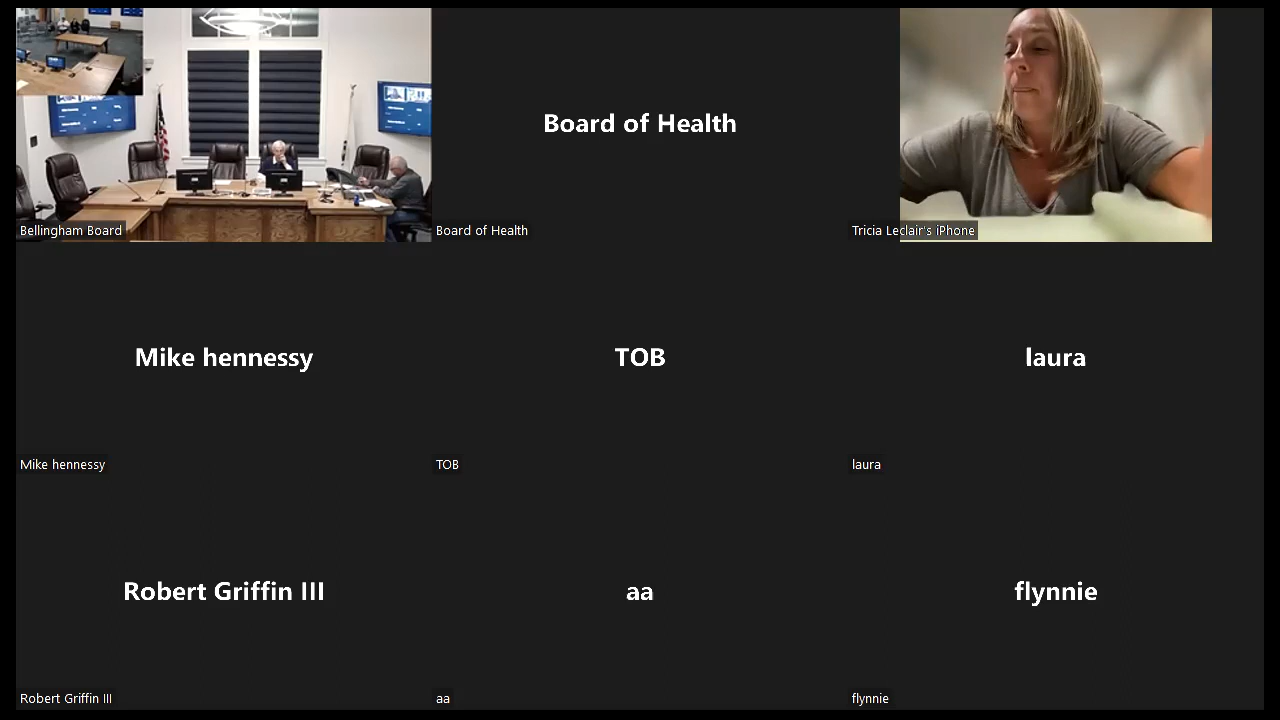 Bellingham Board
Board of Health
Board of Health
Tricia Leclair's iPhone
Mike hennessy
TOB
laura
Mike hennessy
TOB
laura
Robert Griffin III
aa
flynnie
Robert Griffin III
aa
flynnie